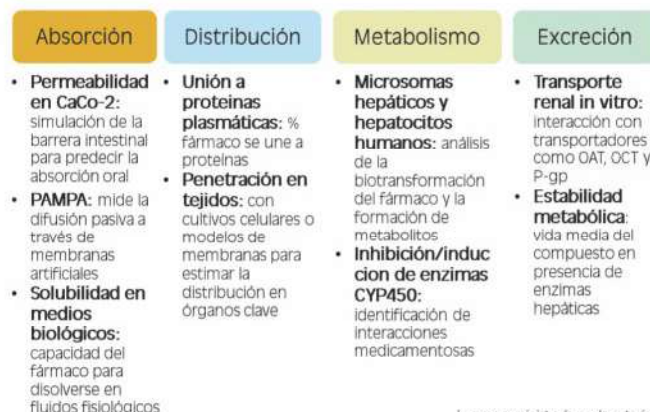 Absorción
• Permeabilidad
en CaCo-2:
simulación de la
barrera intestinal
para predecir la
absorción oral
• PAMPA: mide la
difusión pasiva a
través de
membranas
artificiales
• Solubilidad en
medios
biológicos:
capacidad del
fármaco para
disolverse en
fluidos fisiológicos
Distribución
• Unión a
proteinas
plasmáticas: %
fármaco se une a
proteínas
• Penetración en
tejidos: con
cultivos celulares o
modelos de
membranas para
estimar la
distribución en
órganos clave
Metabolismo
• Microsomas
hepáticos y
hepatocitos
humanos: análisis
de la
biotransformación
del fármaco y la
formación de
metabolitos
• Inhibición/induc
cion de enzimas
CYP450:
identificación de
interacciones
medicamentosas
Excreción
• Transporte
renal in vitro:
interacción con
transportadores
como OAT, OCT y
P-gp
• Estabilidad
metabólica:
vida media del
compuesto en
presencia de
enzimas
hepáticas